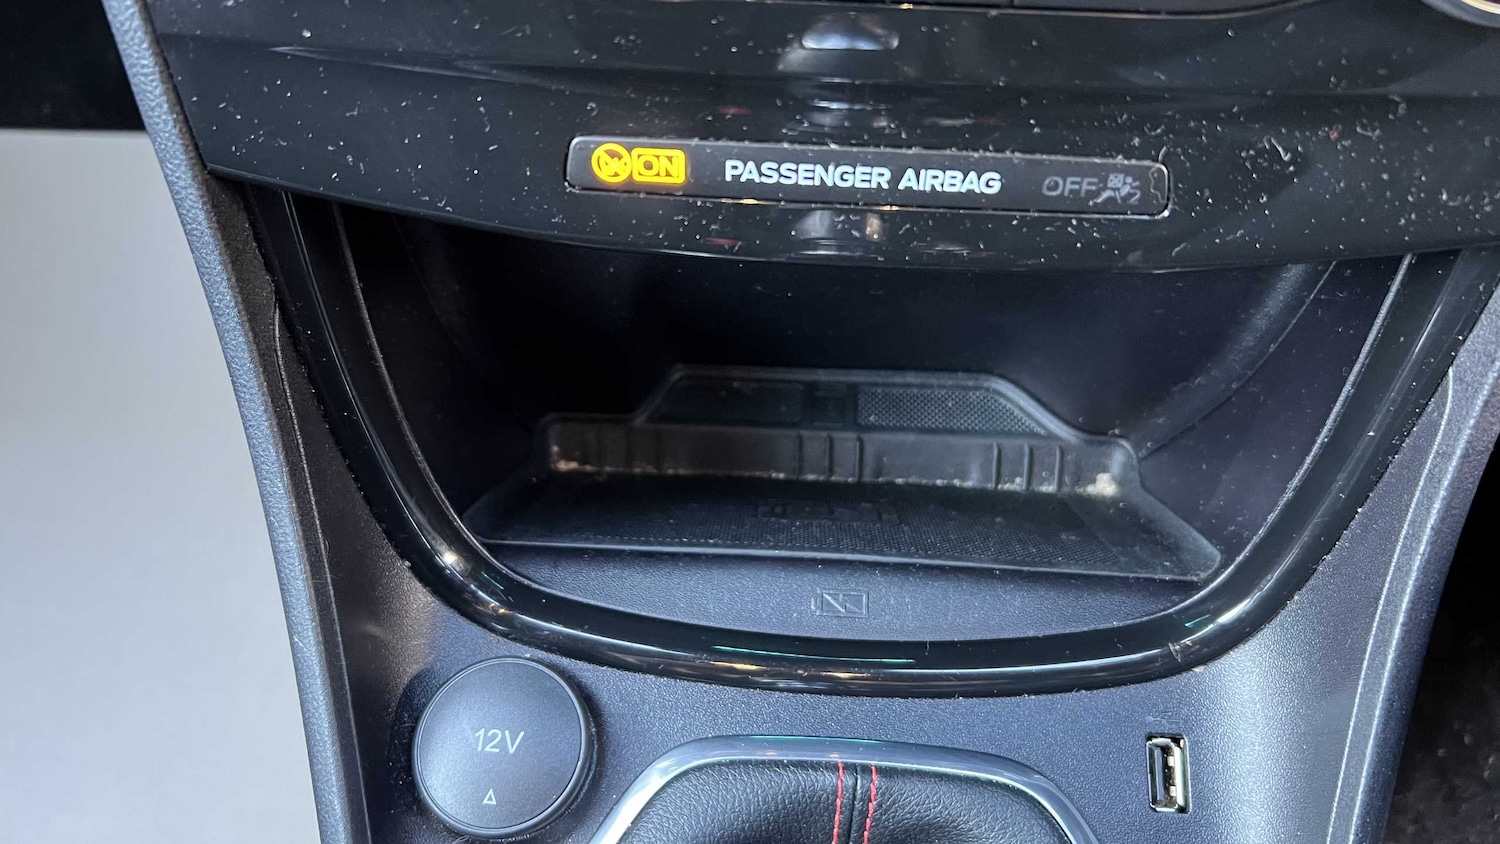 ON PASSENGER AIRBAG OFF
12V